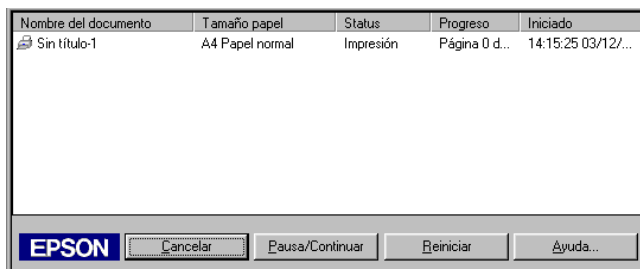 Nombre del documento Tamaño papel Status Progreso Iniciado
Sin título-1 A4 Papel normal Impresión Página 0 d... 14:15:25 03/12/...
EPSON Cancelar Pausa/Continuar Reiniciar Ayuda...